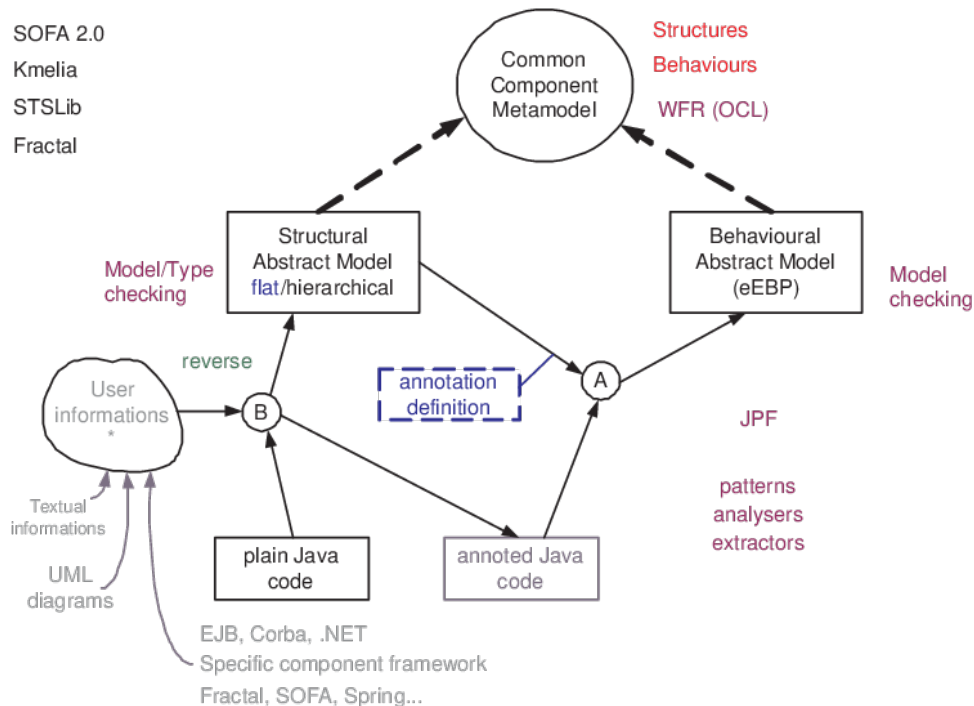 SOFA 2.0
Kmelia
STSLib
Fractal
Common
Component
Metamodel
Structures
Behaviours
WFR (OCL)
Structural
Abstract Model
flat/hierarchical
Behavioural
Abstract Model
(eEBP)
Model/Type
checking
Model
checking
reverse
User
informations
*
B
annotation
definition
A
JPF
Textual
informations
UML
diagrams
plain Java
code
annoted Java
code
patterns
analysers
extractors
EJB, Corba, .NET
Specific component framework
Fractal, SOFA, Spring...